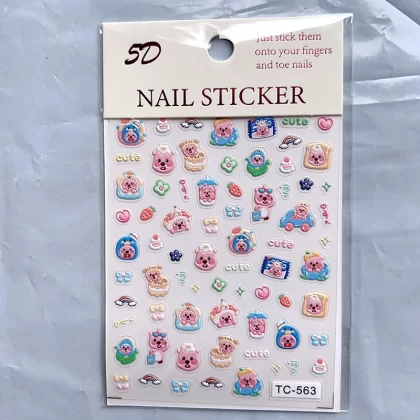 5D
Just stick them
onto your fingers
and toe nails
NAIL STICKER
cute
cute
cute
cute
cute
TC-563